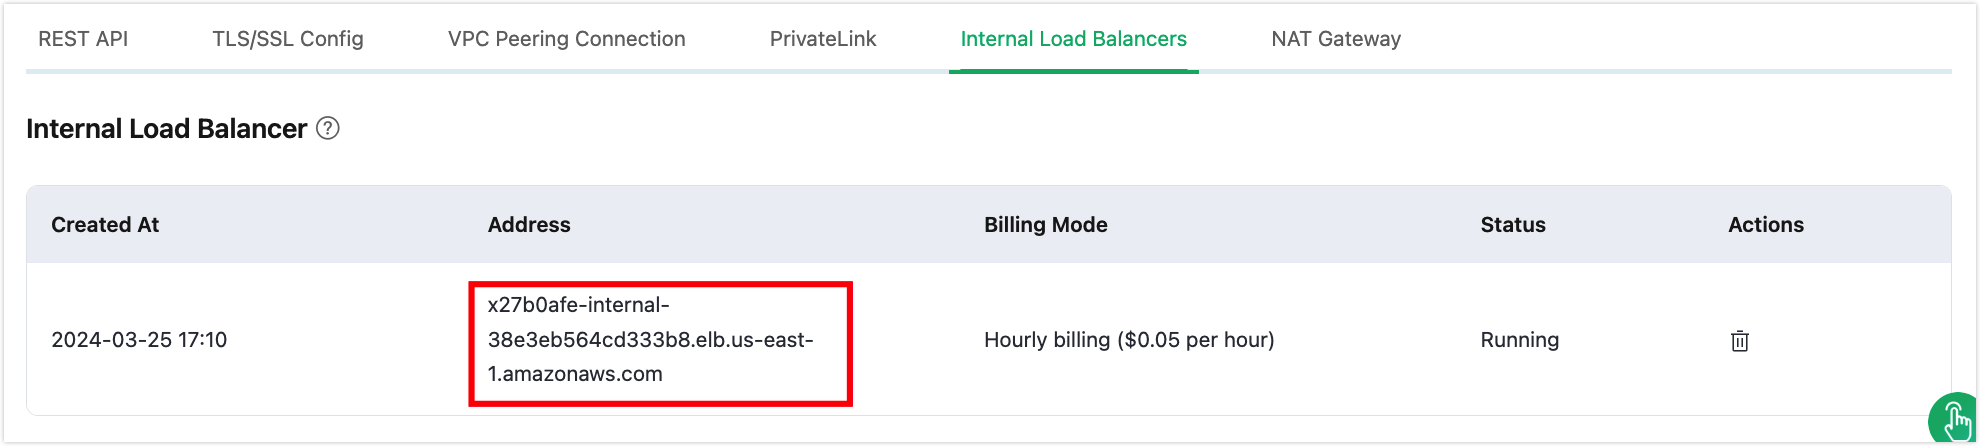 REST API TLS/SSL Config VPC Peering Connection PrivateLink Internal Load Balancers NAT Gateway
Internal Load Balancer ?
Created At Address Billing Mode Status Actions
x27b0afe-internal-
2024-03-25 17:10 38e3eb564cd333b8.elb.us-east- Hourly billing ($0.05 per hour) Running
1.amazonaws.com